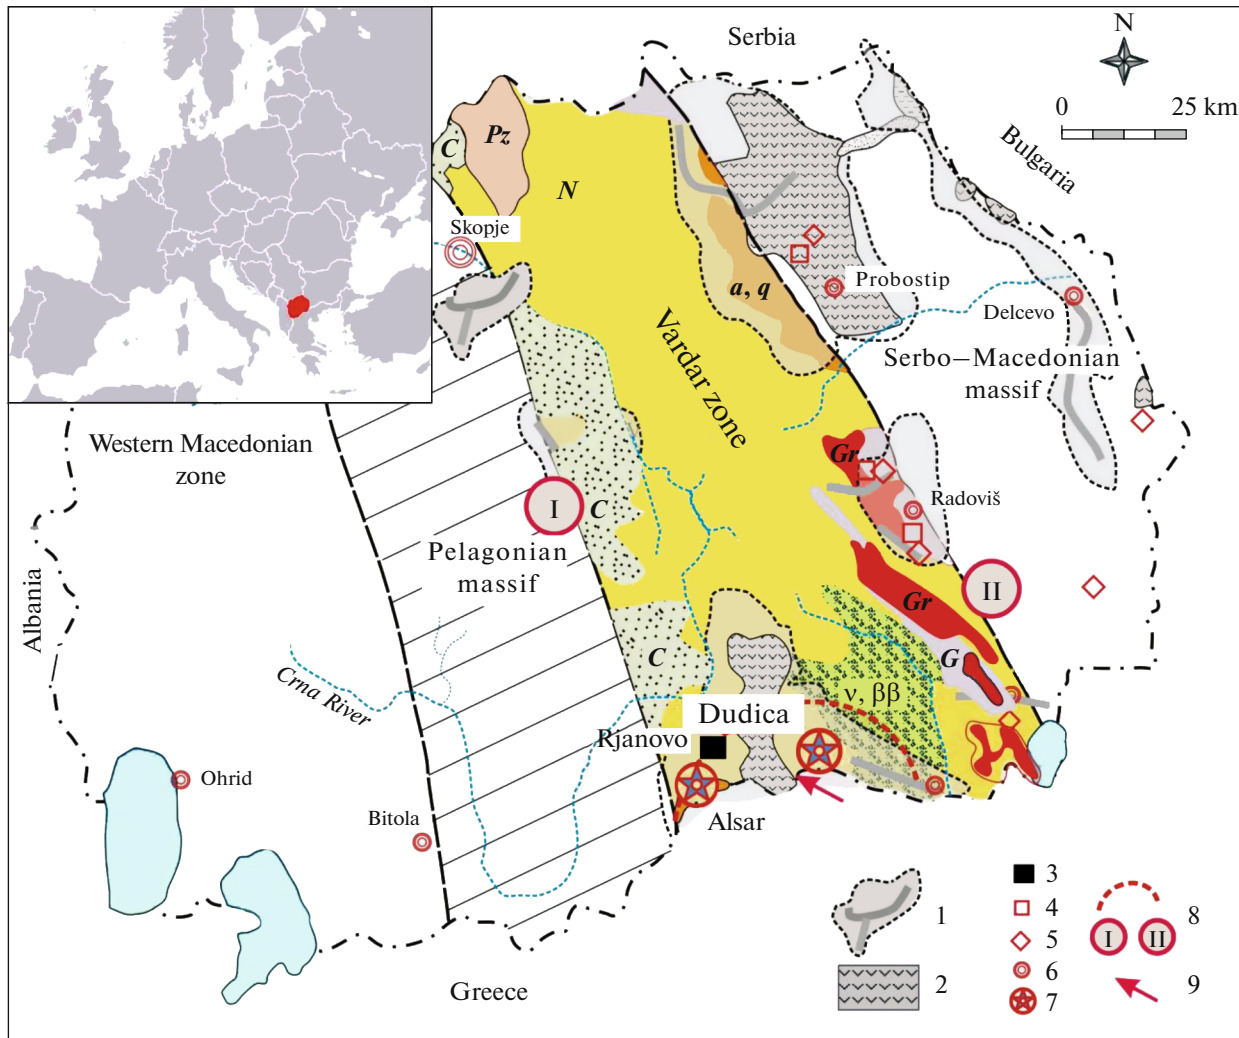 Serbia
N
0 25 km
Bulgaria
C
Pz
N
Skopje
a, q
Probostip
Delcevo
Vardar zone
Serbo–Macedonian
massif
Western Macedonian
zone
Gr
Radoviš
I
C
Pelagonian
massif
II
Albania
Gr
C
G
Crna River
ν, ββ
Dudica
Rjanovo
Ohrid
Bitola
Alsar
Greece
1
2
3
4
5
6
7
I II
8
9